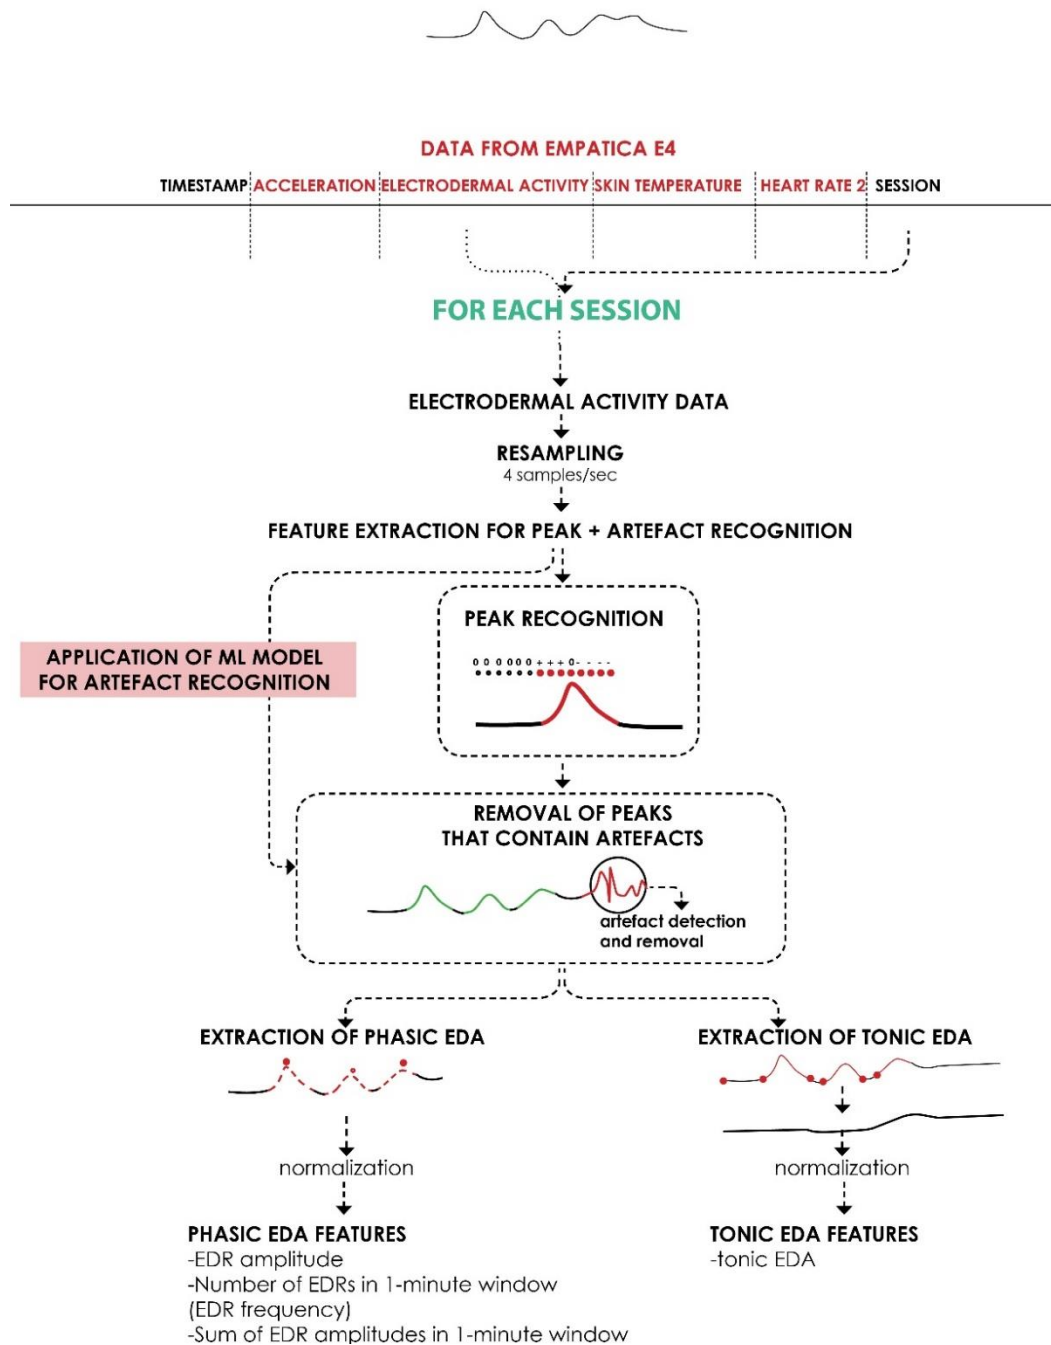 DATA FROM EMPATICA E4
TIMESTAMP ACCELERATION ELECTRODERMAL ACTIVITY SKIN TEMPERATURE HEART RATE 2 SESSION
FOR EACH SESSION
ELECTRODERMAL ACTIVITY DATA
RESAMPLING
4 samples/sec
FEATURE EXTRACTION FOR PEAK + ARTEFACT RECOGNITION
PEAK RECOGNITION
0 0 0 0 0 0 + + + 0 - - - -
APPLICATION OF ML MODEL
FOR ARTEFACT RECOGNITION
REMOVAL OF PEAKS
THAT CONTAIN ARTEFACTS
artefact detection
and removal
EXTRACTION OF PHASIC EDA
EXTRACTION OF TONIC EDA
normalization
normalization
PHASIC EDA FEATURES
-EDR amplitude
-Number of EDRs in 1-minute window
(EDR frequency)
-Sum of EDR amplitudes in 1-minute window
TONIC EDA FEATURES
-tonic EDA